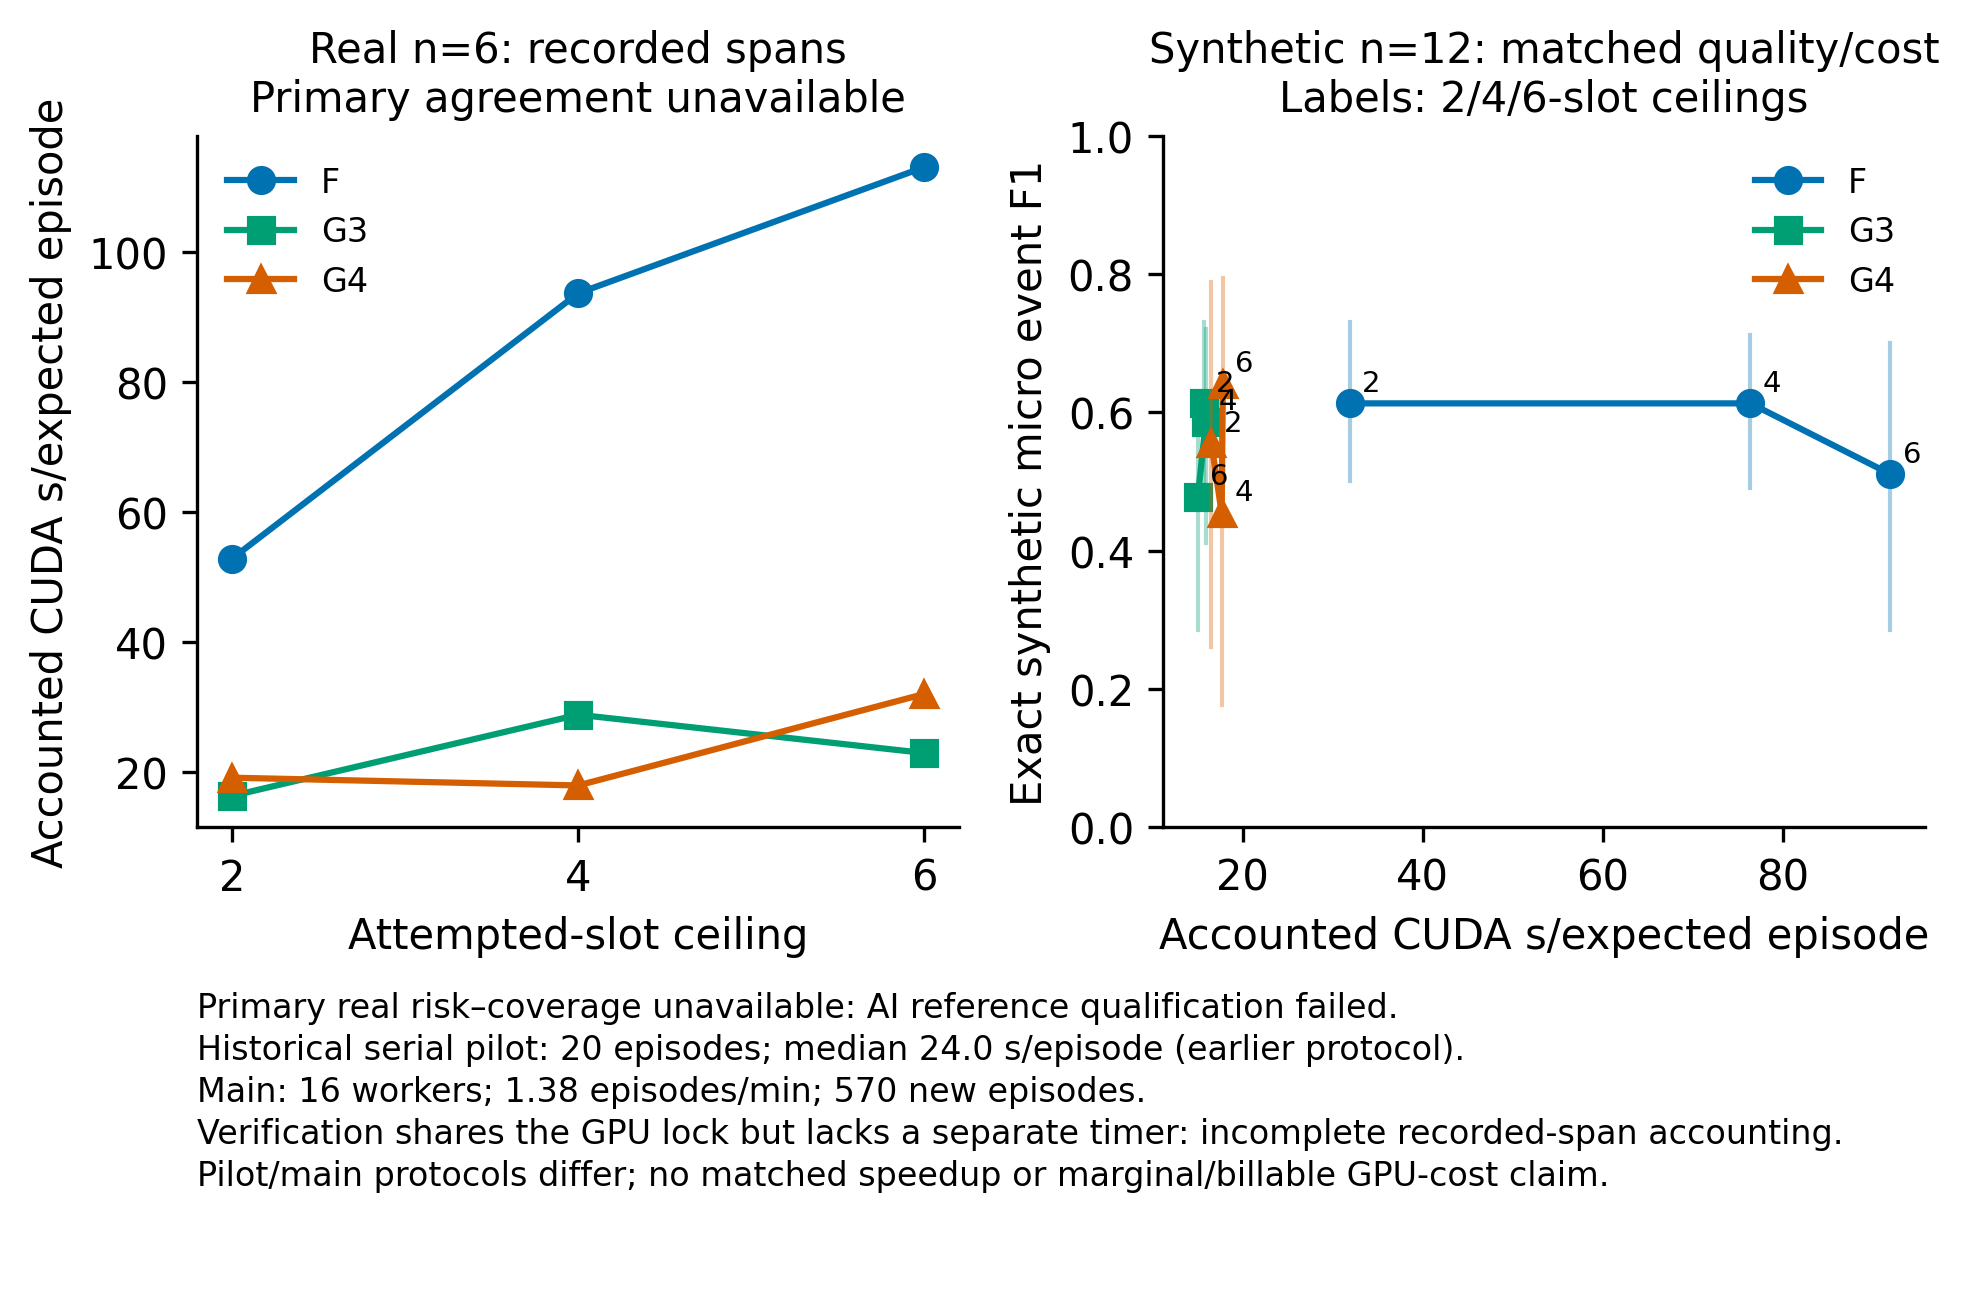 Real n=6: recorded spans
Primary agreement unavailable
Accounted CUDA s/expected episode
100
80
60
40
20
F
G3
G4
2
4
6
Attempted-slot ceiling
Synthetic n=12: matched quality/cost
Labels: 2/4/6-slot ceilings
Exact synthetic micro event F1
1.0
0.8
0.6
0.4
0.2
0.0
F
G3
G4
6
2
4
2
6
4
2
4
6
20
40
60
80
Accounted CUDA s/expected episode
Primary real risk–coverage unavailable: AI reference qualification failed.
Historical serial pilot: 20 episodes; median 24.0 s/episode (earlier protocol).
Main: 16 workers; 1.38 episodes/min; 570 new episodes.
Verification shares the GPU lock but lacks a separate timer: incomplete recorded-span accounting.
Pilot/main protocols differ; no matched speedup or marginal/billable GPU-cost claim.